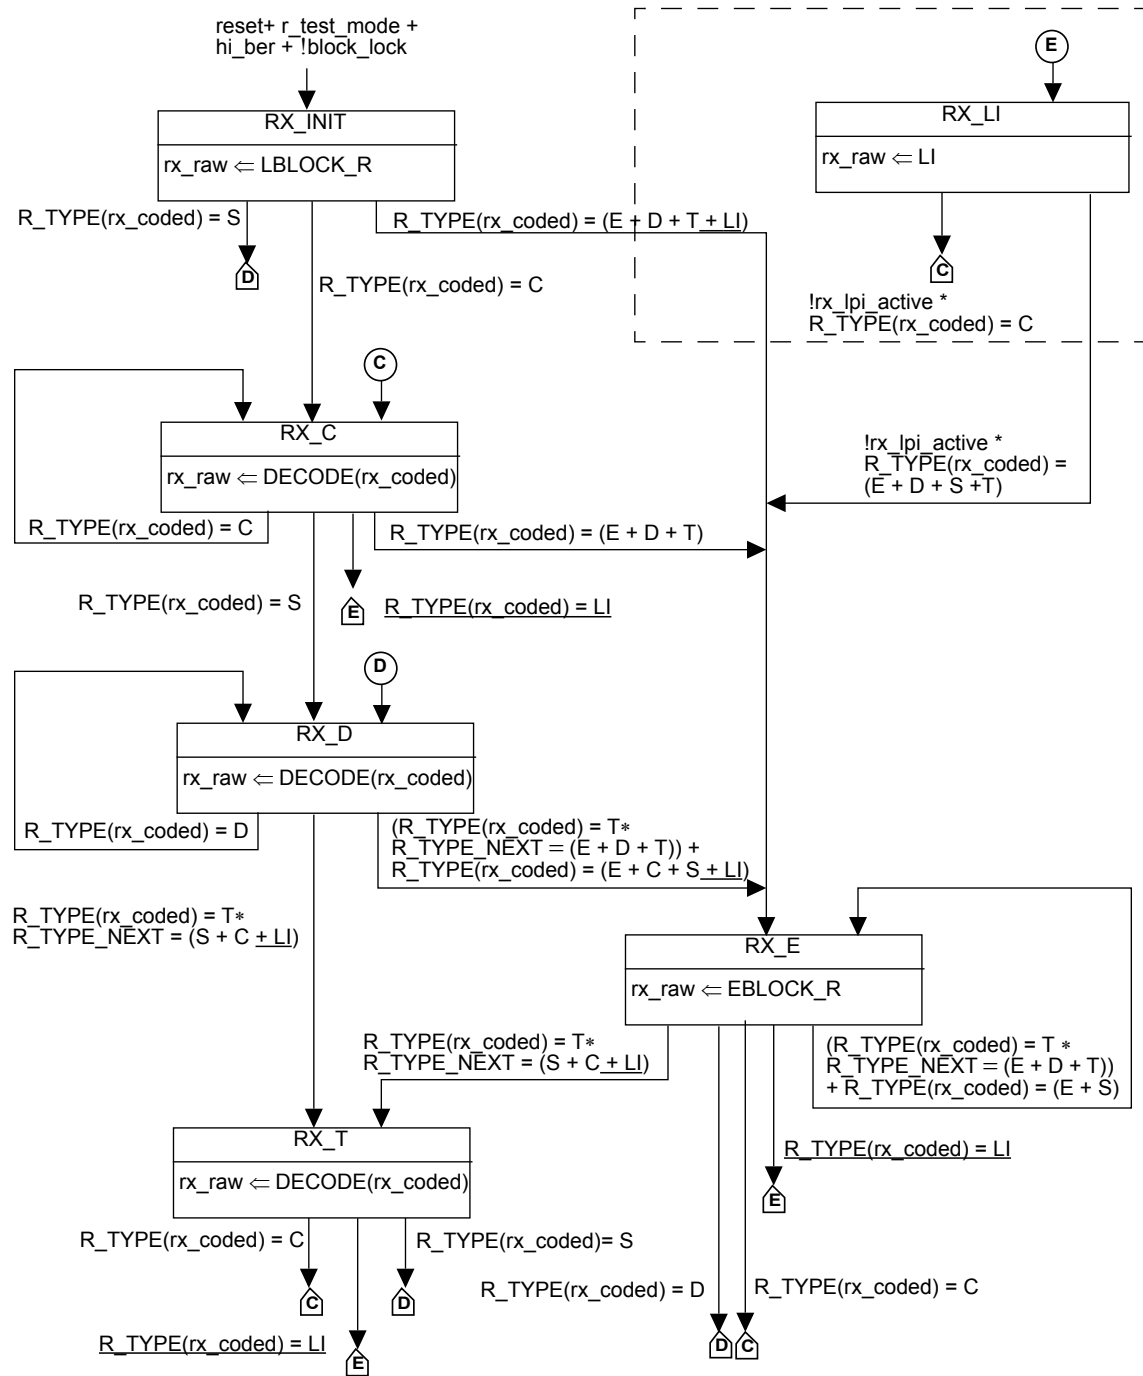 reset+ r_test_mode +
hi_ber + !block_lock
E
RX_INIT
rx_raw ⇐ LBLOCK_R
RX_LI
rx_raw ⇐ LI
R_TYPE(rx_coded) = S
R_TYPE(rx_coded) = (E + D + T + LI)
D
C
R_TYPE(rx_coded) = C
!rx_lpi_active *
R_TYPE(rx_coded) = C
C
RX_C
rx_raw ⇐ DECODE(rx_coded)
!rx_lpi_active *
R_TYPE(rx_coded) =
(E + D + S +T)
R_TYPE(rx_coded) = C
R_TYPE(rx_coded) = (E + D + T)
R_TYPE(rx_coded) = S
E
R_TYPE(rx_coded) = LI
D
RX_D
rx_raw ⇐ DECODE(rx_coded)
R_TYPE(rx_coded) = D
(R_TYPE(rx_coded) = T*
R_TYPE_NEXT = (E + D + T)) +
R_TYPE(rx_coded) = (E + C + S + LI)
R_TYPE(rx_coded) = T*
R_TYPE_NEXT = (S + C + LI)
RX_E
rx_raw ⇐ EBLOCK_R
R_TYPE(rx_coded) = T*
R_TYPE_NEXT = (S + C + LI)
(R_TYPE(rx_coded) = T *
R_TYPE_NEXT = (E + D + T))
+ R_TYPE(rx_coded) = (E + S)
RX_T
rx_raw ⇐ DECODE(rx_coded)
R_TYPE(rx_coded) = LI
E
R_TYPE(rx_coded) = C
R_TYPE(rx_coded)= S
C
D
R_TYPE(rx_coded) = D
R_TYPE(rx_coded) = C
R_TYPE(rx_coded) = LI
E
D
C